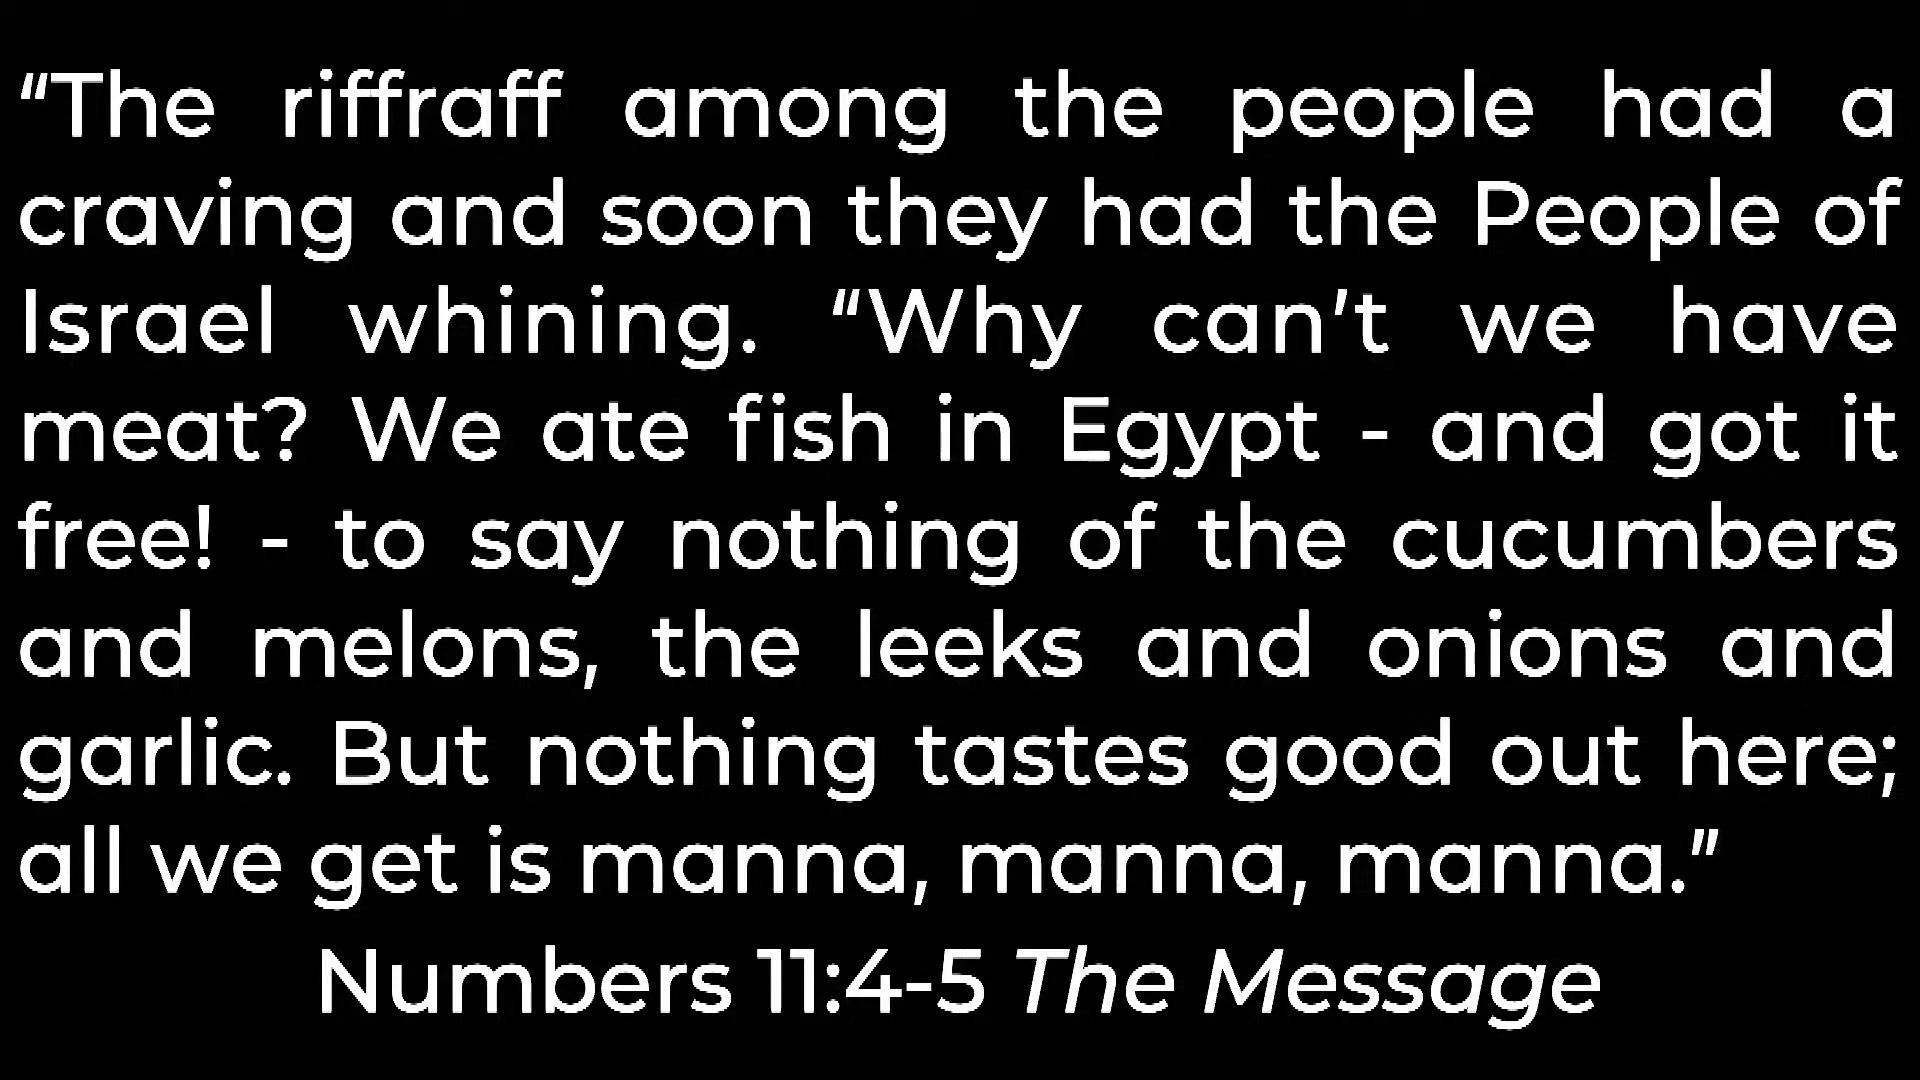 “The riffraff among the people had a
craving and soon they had the People of
Israel whining. “Why can’t we have
meat? We ate fish in Egypt - and got it
free! - to say nothing of the cucumbers
and melons, the leeks and onions and
garlic. But nothing tastes good out here;
all we get is manna, manna, manna.”
Numbers 11:4-5 The Message